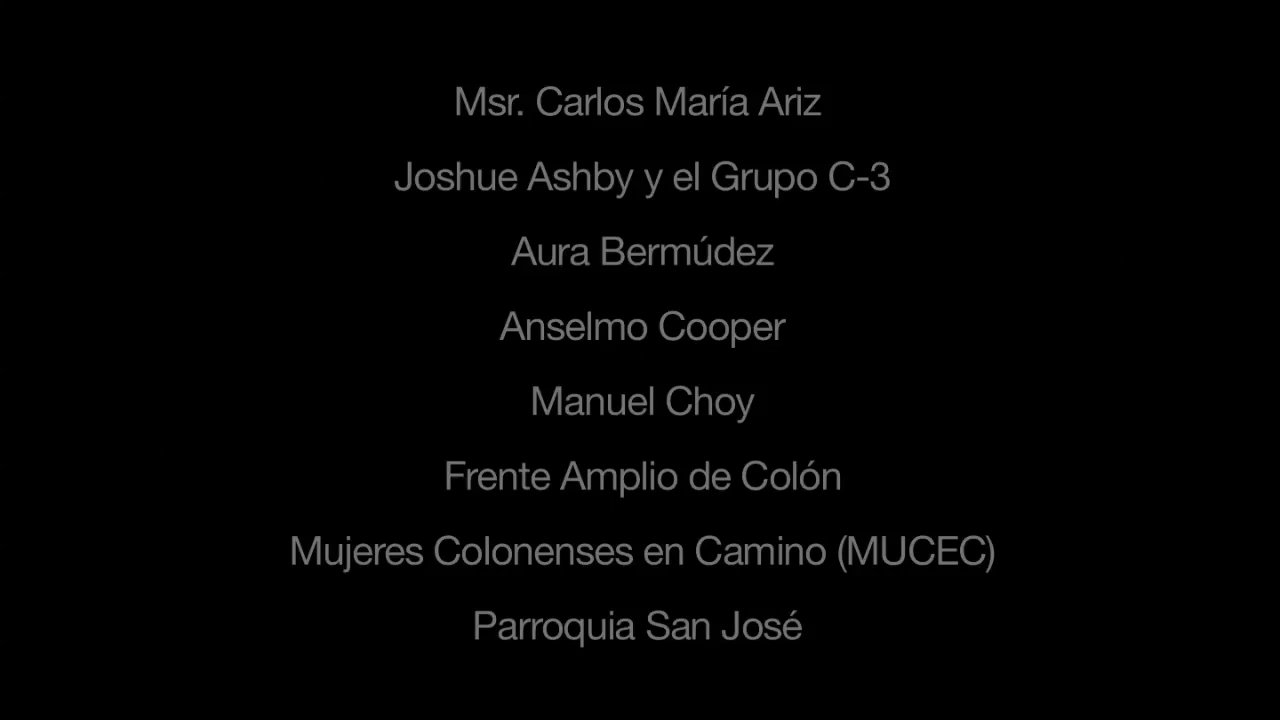 Msr. Carlos María Ariz
Joshue Ashby y el Grupo C-3
Aura Bermúdez
Anselmo Cooper
Manuel Choy
Frente Amplio de Colón
Mujeres Colonenses en Camino (MUCEC)
Parroquia San José